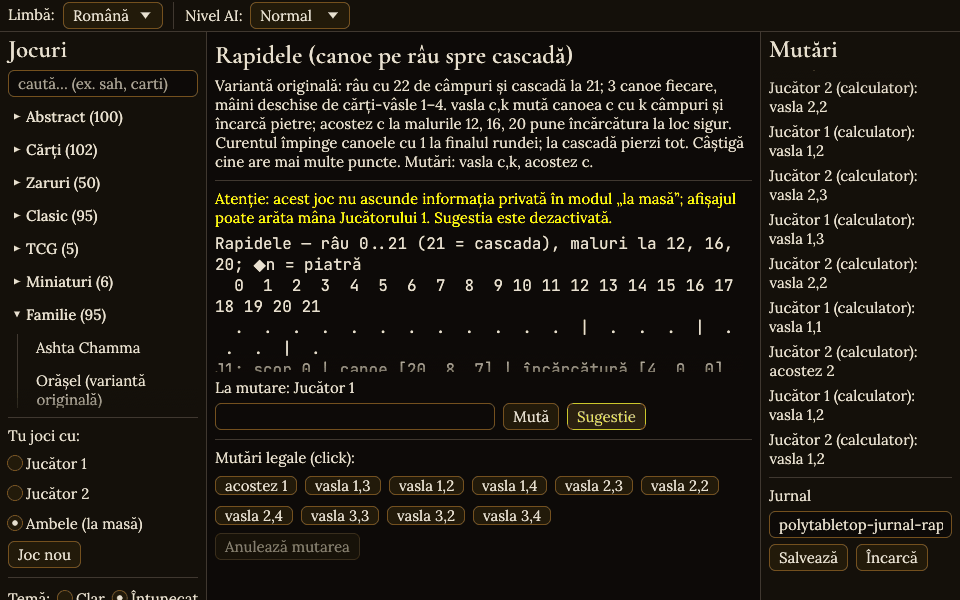 Limbă: Română ▼ Nivel AI: Normal ▼
Jocuri
caută... (ex. sah, carti)
▸ Abstract (100)
▸ Cărți (102)
▸ Zaruri (50)
▸ Clasic (95)
▸ TCG (5)
▸ Miniaturi (6)
▾ Familie (95)
Ashta Chamma
Orășel (variantă
originală)
Tu joci cu:
Jucător 1
Jucător 2
Ambele (la masă)
Joc nou
Temă: Clar Întunecat
Rapidele (canoe pe râu spre cascadă)
Variantă originală: râu cu 22 de câmpuri și cascadă la 21; 3 canoe fiecare,
mâini deschise de cărți-vâsle 1–4. vasla c,k mută canoea c cu k câmpuri și
încarcă pietre; acostez c la malurile 12, 16, 20 pune încărcătura la loc sigur.
Curentul împinge canoele cu 1 la finalul rundei; la cascadă pierzi tot. Câștigă
cine are mai multe puncte. Mutări: vasla c,k, acostez c.
Atenție: acest joc nu ascunde informația privată în modul „la masă”; afișajul
poate arăta mâna Jucătorului 1. Sugestia este dezactivată.
Rapidele — râu 0..21 (21 = cascada), maluri la 12, 16,
20; ◆n = piatră
0 1 2 3 4 5 6 7 8 9 10 11 12 13 14 15 16 17
18 19 20 21
. . . . . . . . . . . . | . . . | .
. . | .
J1: scor 0 | canoe [20, 8, 7] | încărcătură [4, 0, 0]
La mutare: Jucător 1
Mută Sugestie
Mutări legale (click):
acostez 1 vasla 1,3 vasla 1,2 vasla 1,4 vasla 2,3 vasla 2,2
vasla 2,4 vasla 3,3 vasla 3,2 vasla 3,4
Anulează mutarea
Mutări
Jucător 2 (calculator):
vasla 2,2
Jucător 1 (calculator):
vasla 1,2
Jucător 2 (calculator):
vasla 2,3
Jucător 1 (calculator):
vasla 1,3
Jucător 2 (calculator):
vasla 2,2
Jucător 1 (calculator):
vasla 1,1
Jucător 2 (calculator):
acostez 2
Jucător 1 (calculator):
vasla 1,2
Jucător 2 (calculator):
vasla 1,2
Jurnal
polytabletop-jurnal-rap
Salvează Încarcă